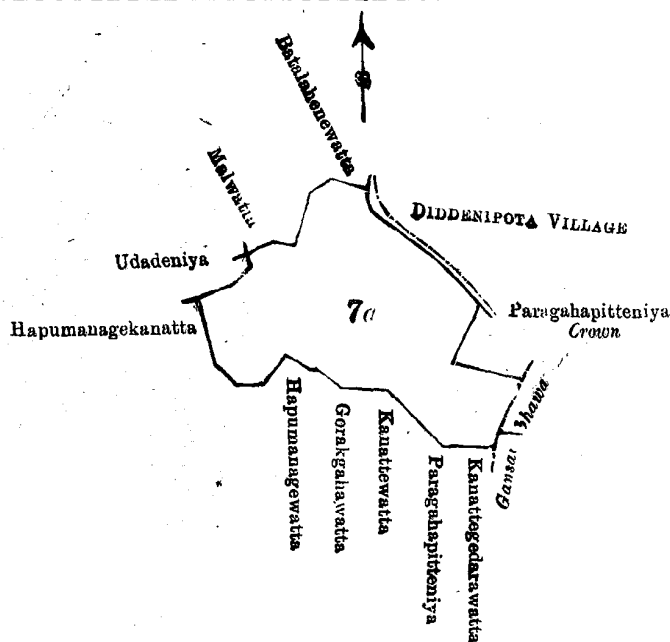 Batalahenewatta
Malwatta
DIDDENIPOTA VILLAGE
Udadeniya
7a
Paragahapitteniya
Crown
Hapumanagekanatta
Hapumanagewatta
Gorakgahawatta
Kanattewatta
Paragahapitteniya
Kanattegedarawatta